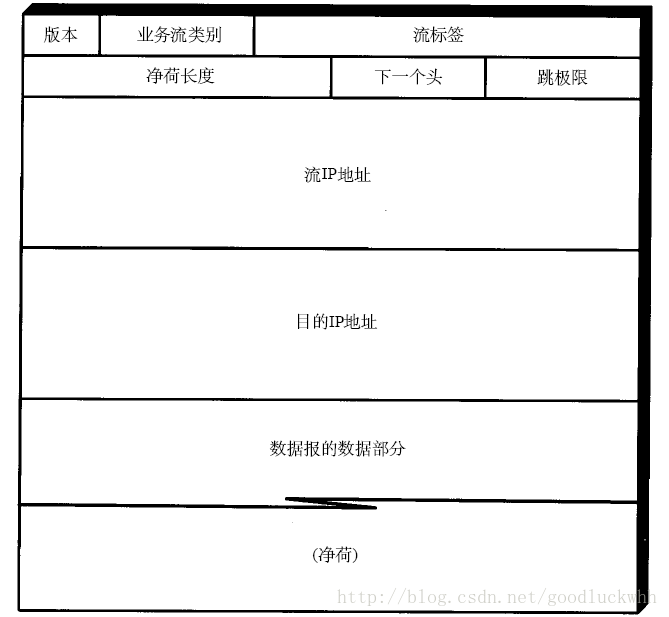 版本 业务流类别 流标签
净荷长度 下一个头 跳极限
流IP地址
目的IP地址
数据报的数据部分
(净荷)
http://blog.csdn.net/goodluckwhh